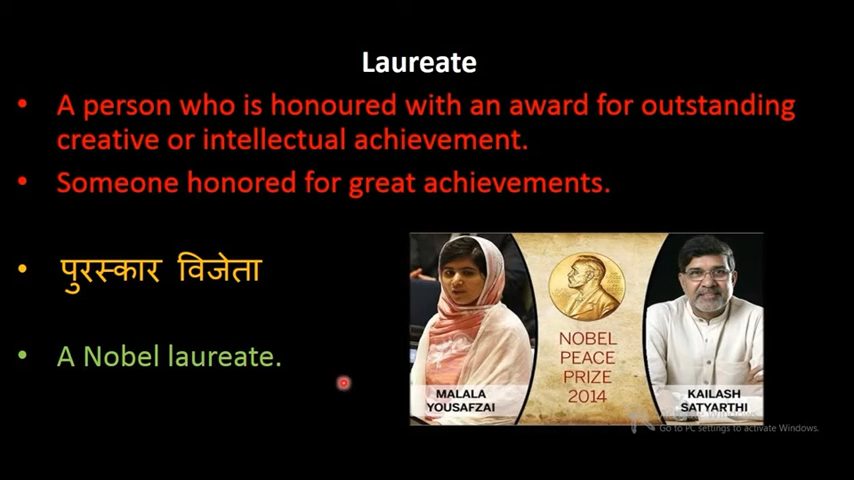 Laureate
• A person who is honoured with an award for outstanding
creative or intellectual achievement.
• Someone honored for great achievements.
• पुरस्कार विजेता
• A Nobel laureate.
NOBEL
PEACE
PRIZE
2014
MALALA
YOUSAFZAI
KAILASH
SATYARTHI
Go to PC settings to activate Windows.